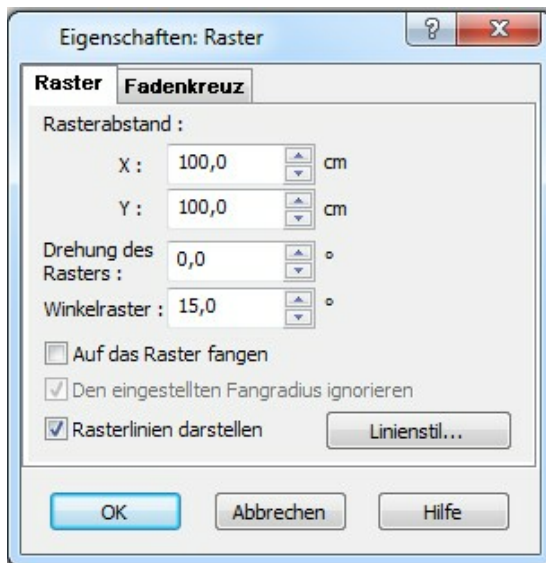 Eigenschaften: Raster
Raster Fadenkreuz
Rasterabstand :
X : 100,0 cm
Y : 100,0 cm
Drehung des
Rasters : 0,0 °
Winkelraster : 15,0 °
Auf das Raster fangen
Den eingestellten Fangradius ignorieren
Rasterlinien darstellen Linienstil...
OK Abbrechen Hilfe